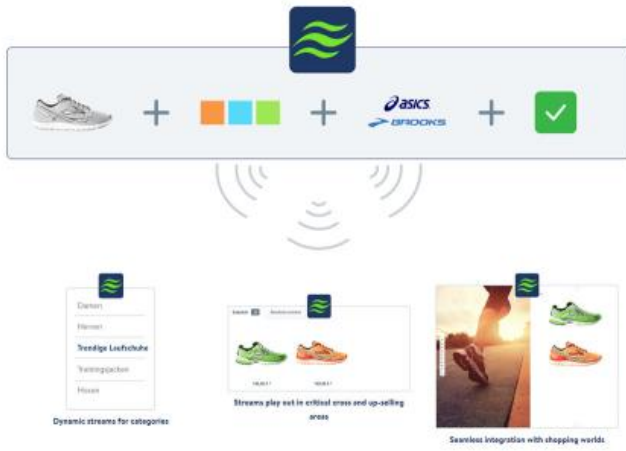 asics
BROOKS
Damen
Herren
Trendige Laufschuhe
Trainingsjacken
Hosen
Dynamic streams for categories
Streams play out in critical cross and up-selling
areas
Seamless integration with shopping worlds